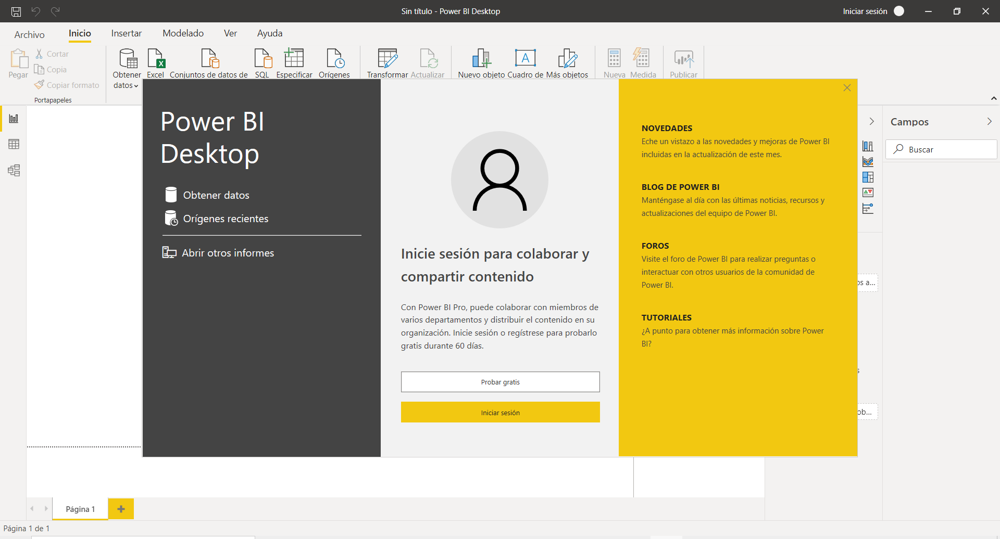 Sin título - Power BI Desktop
Iniciar sesión
Archivo
Inicio
Insertar
Modelado
Ver
Ayuda
Pegar
Cortar
Copia
Copiar formato
Portapapeles
Obtener
datos
Excel
X
Conjuntos de datos de
SQL
Especificar
Orígenes
Transformar
Actualizar
Nuevo objeto
A
Cuadro de
Más objetos
Nueva
Medida
Publicar
Power BI
Desktop
Obtener datos
Orígenes recientes
Abrir otros informes
Inicie sesión para colaborar y
compartir contenido
Con Power BI Pro, puede colaborar con miembros de
varios departamentos y distribuir el contenido en su
organización. Inicie sesión o regístrese para probarlo
gratis durante 60 días.
Probar gratis
Iniciar sesión
NOVEDADES
Eche un vistazo a las novedades y mejoras de Power BI
incluidas en la actualización de este mes.
BLOG DE POWER BI
Manténgase al día con las últimas noticias, recursos y
actualizaciones del equipo de Power BI.
FOROS
Visite el foro de Power BI para realizar preguntas o
interactuar con otros usuarios de la comunidad de
Power BI.
TUTORIALES
¿A punto para obtener más información sobre Power
BI?
Campos
Buscar
Página 1
Página 1 de 1